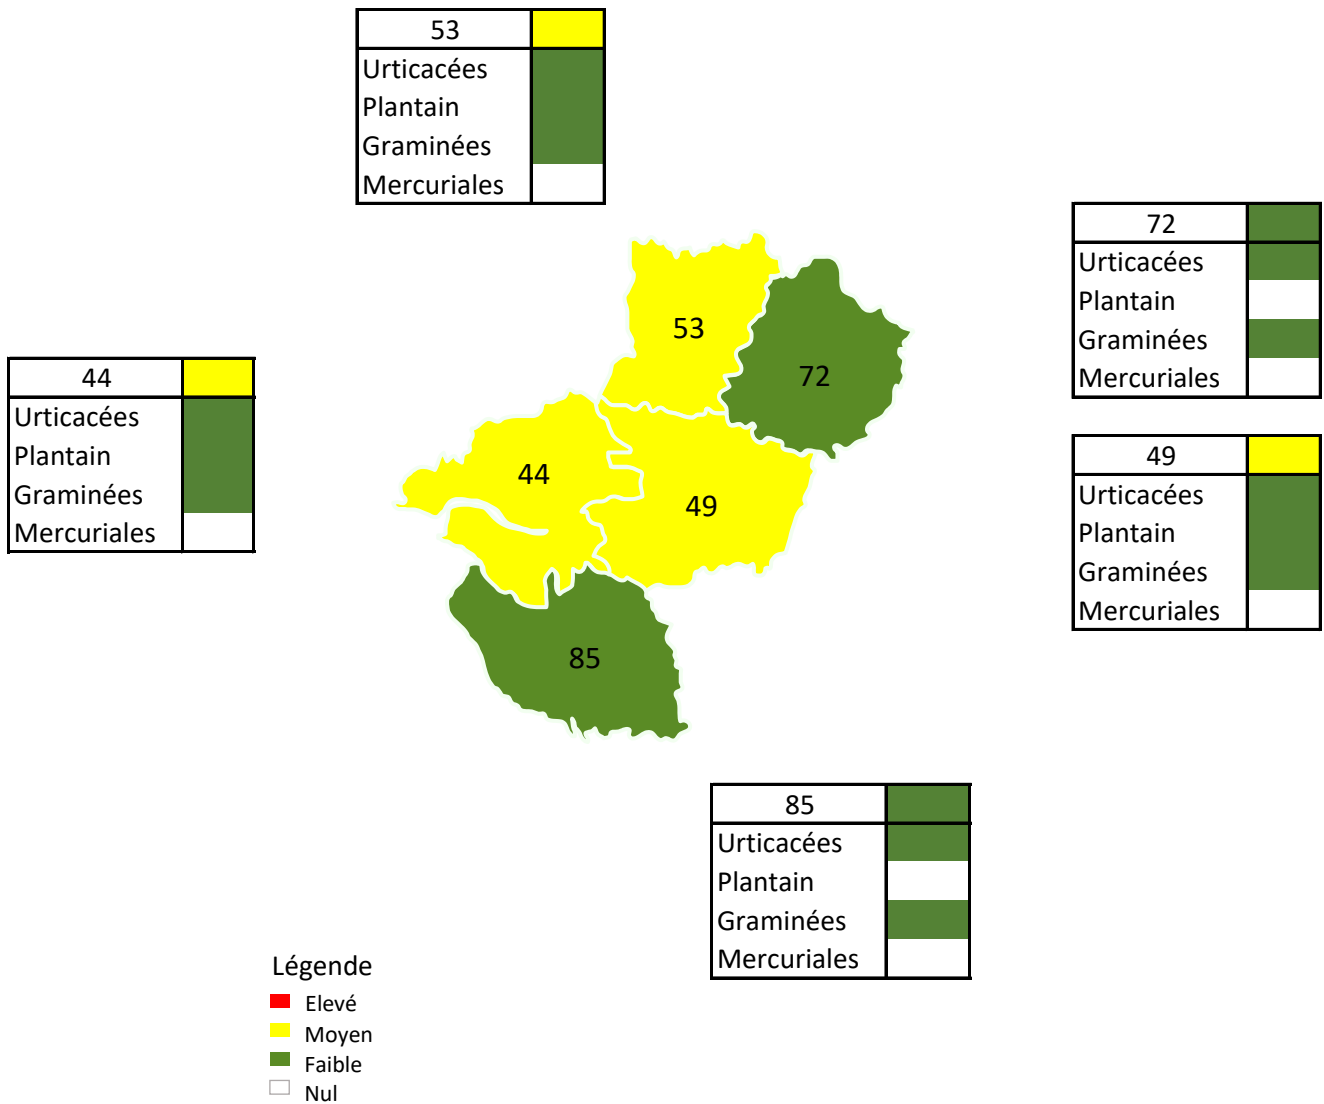 53
Urticacées
Plantain
Graminées
Mercuriales
72
Urticacées
Plantain
Graminées
Mercuriales
44
Urticacées
Plantain
Graminées
Mercuriales
49
Urticacées
Plantain
Graminées
Mercuriales
53
72
44
49
85
85
Urticacées
Plantain
Graminées
Mercuriales
Légende
Elevé
Moyen
Faible
Nul